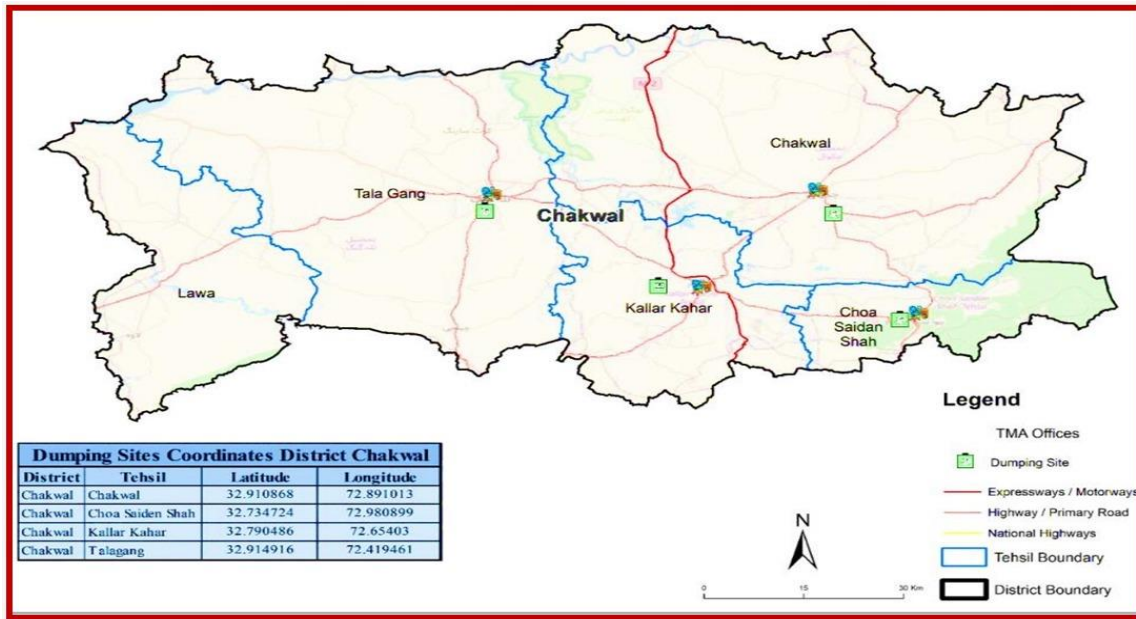 Chakwal
Tala Gang
Chakwal
Lawa
Kallar Kahar
Choa
Saidan
Shah
Legend
TMA Offices
Dumping Site
Expressways / Motorways
Highway / Primary Road
National Highways
Tehsil Boundary
District Boundary
N
0 15 30 Km
Dumping Sites Coordinates District Chakwal
District Tehsil Latitude Longitude
Chakwal Chakwal 32.910868 72.891013
Chakwal Choa Saiden Shah 32.734724 72.980899
Chakwal Kallar Kahar 32.790486 72.65403
Chakwal Talagang 32.914916 72.419461